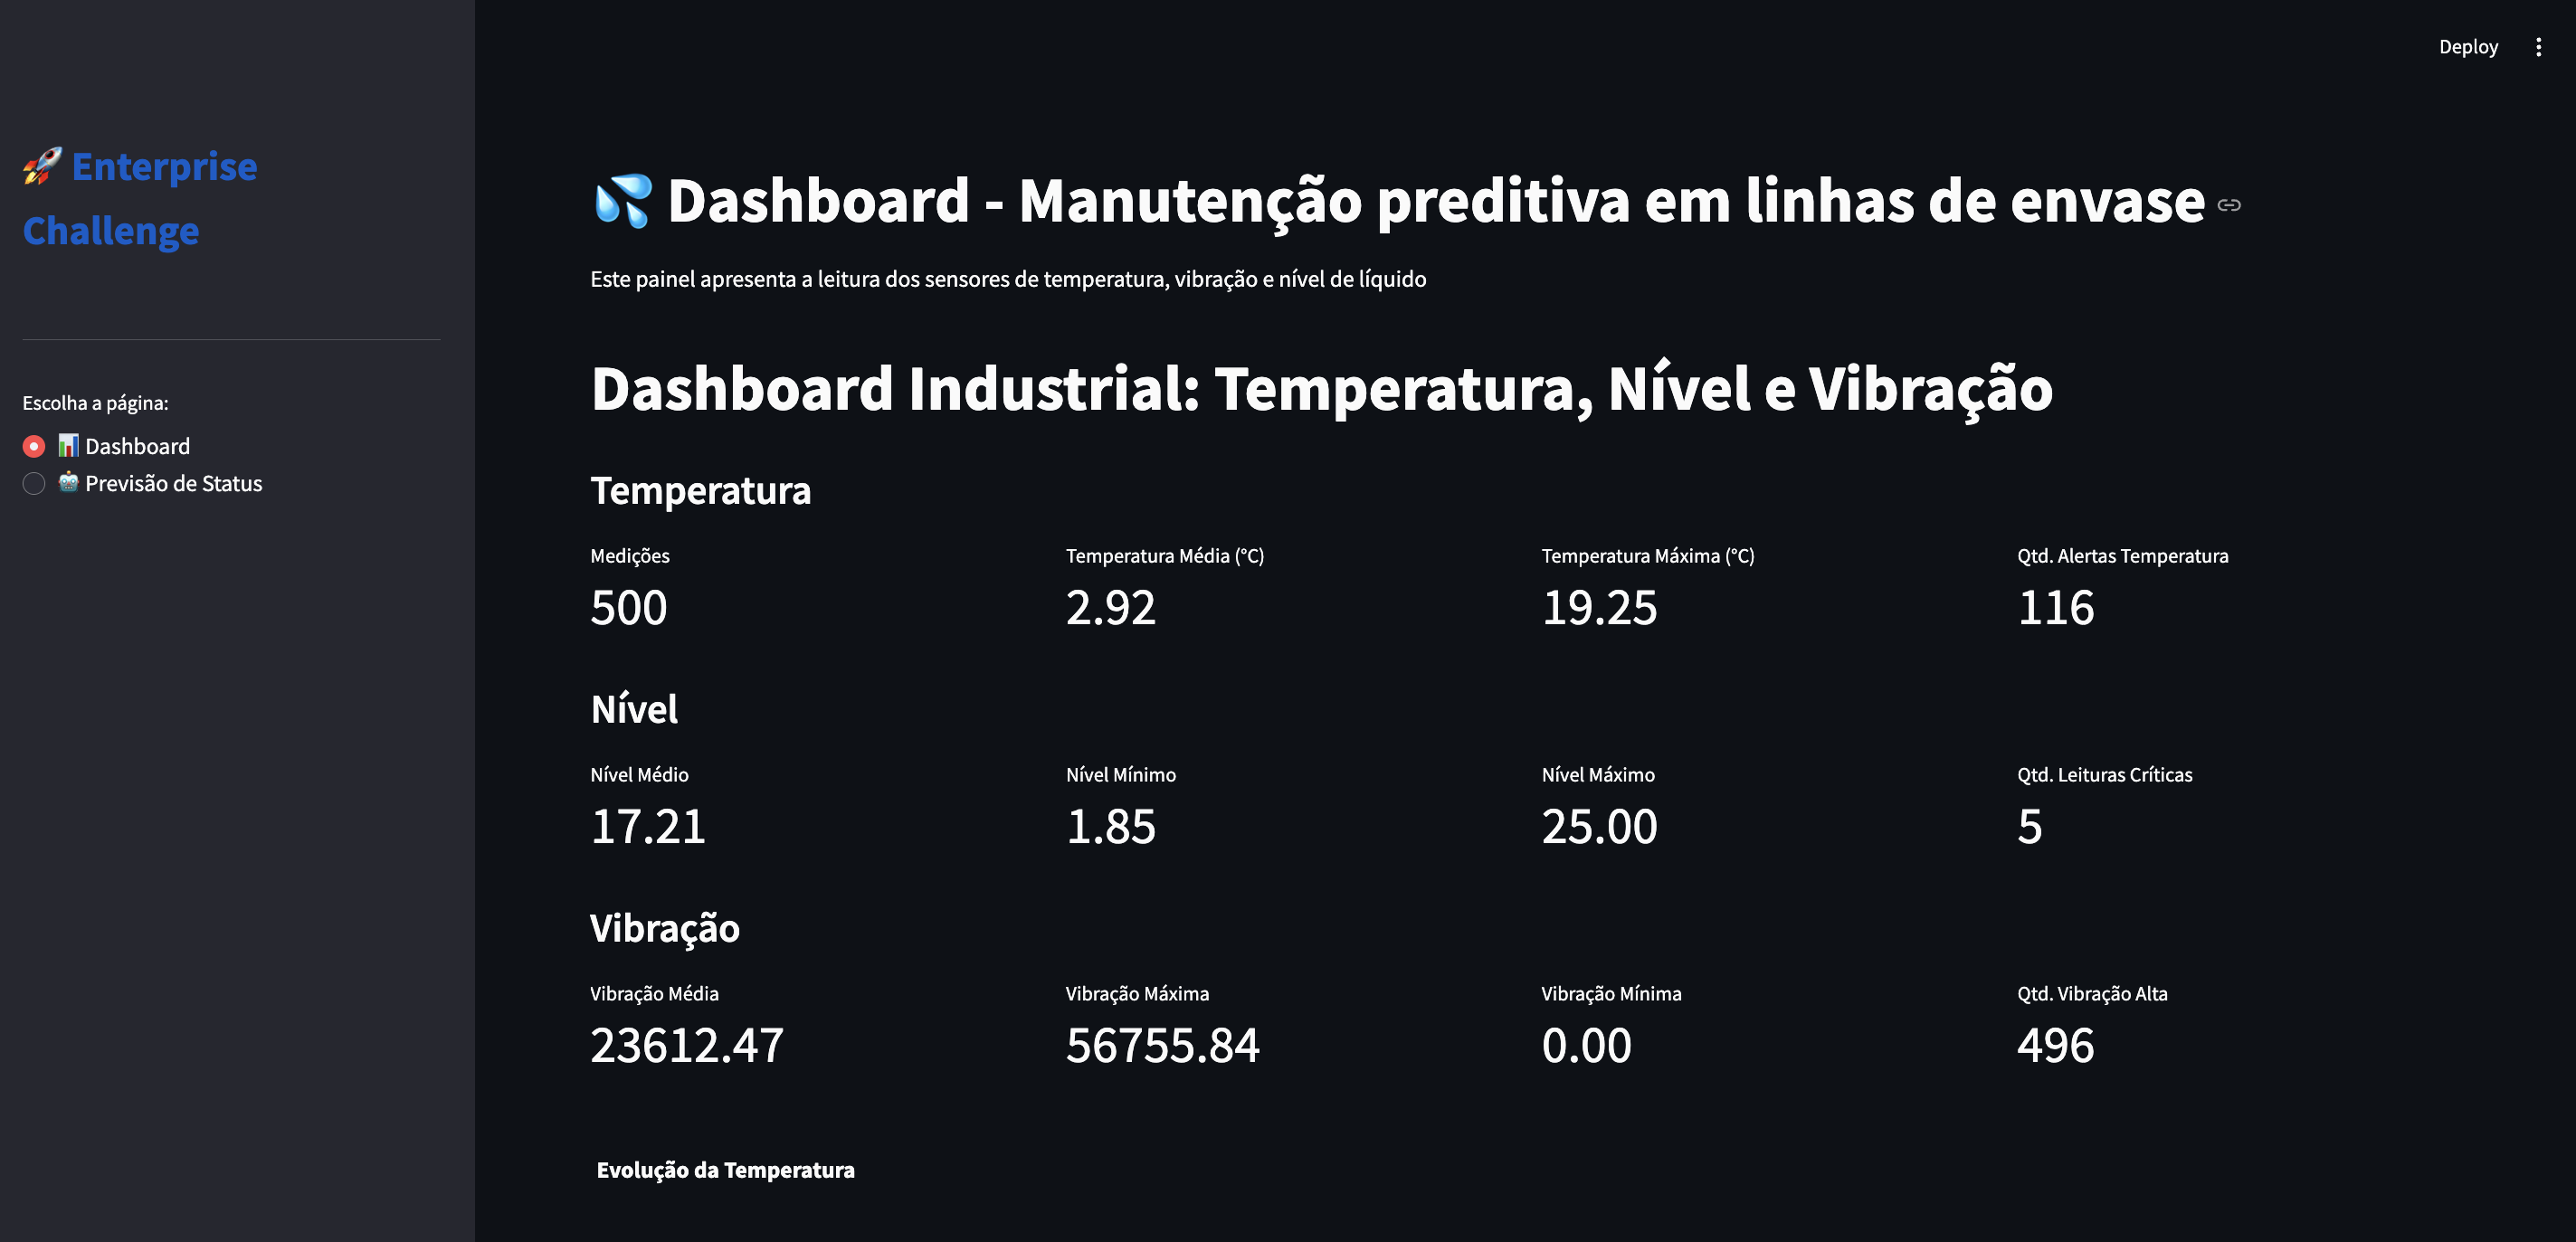 Deploy
Enterprise
Challenge
Escolha a página:
Dashboard
Previsão de Status
Dashboard - Manutenção preditiva em linhas de envase
Este painel apresenta a leitura dos sensores de temperatura, vibração e nível de líquido
Dashboard Industrial: Temperatura, Nível e Vibração
Temperatura
Medições
500
Temperatura Média (°C)
2.92
Temperatura Máxima (°C)
19.25
Qtd. Alertas Temperatura
116
Nível
Nível Médio
17.21
Nível Mínimo
1.85
Nível Máximo
25.00
Qtd. Leituras Críticas
5
Vibração
Vibração Média
23612.47
Vibração Máxima
56755.84
Vibração Mínima
0.00
Qtd. Vibração Alta
496
Evolução da Temperatura